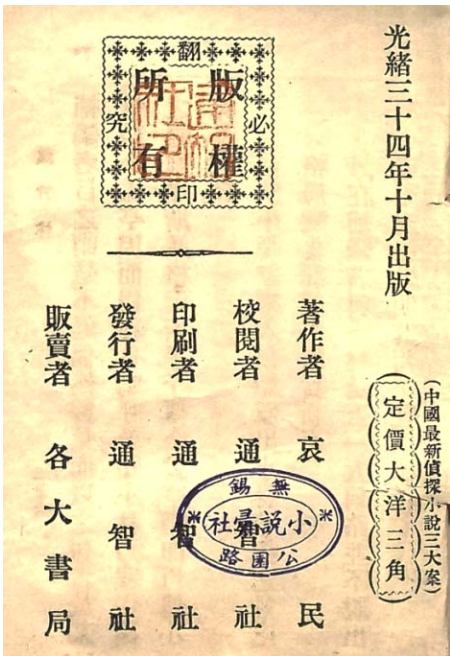 光緒三十四年十月出版
(中國最新偵探小說三大案)
定價大洋三角
版權所有
翻印必究
著作者 哀民
校閱者 通智社
印刷者 通智社
發行者 通智社
販賣者 各大書局
無錫
小說社
公園路